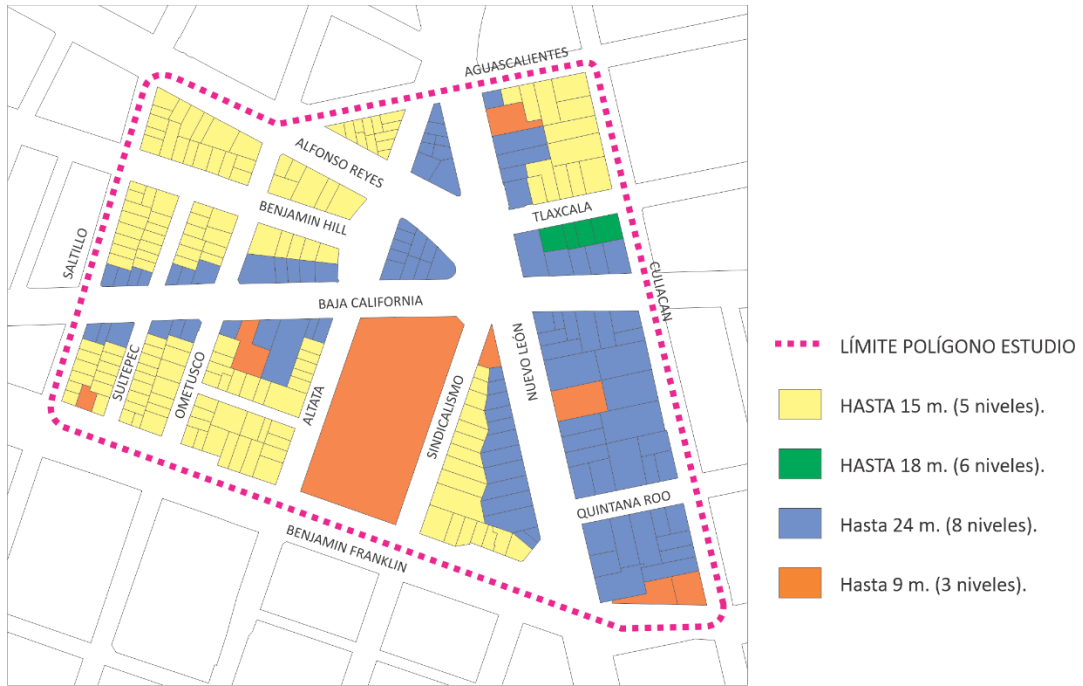 AGUASCALIENTES
ALFONSO REYES
BENJAMIN HILL
TLAXCALA
SALTILLO
CULIACAN
BAJA CALIFORNIA
SULTEPEC
OMETUSCO
ALTATA
SINDICALISMO
NUEVO LEÓN
QUINTANA ROO
BENJAMIN FRANKLIN
LÍMITE POLÍGONO ESTUDIO
HASTA 15 m. (5 niveles).
HASTA 18 m. (6 niveles).
Hasta 24 m. (8 niveles).
Hasta 9 m. (3 niveles).